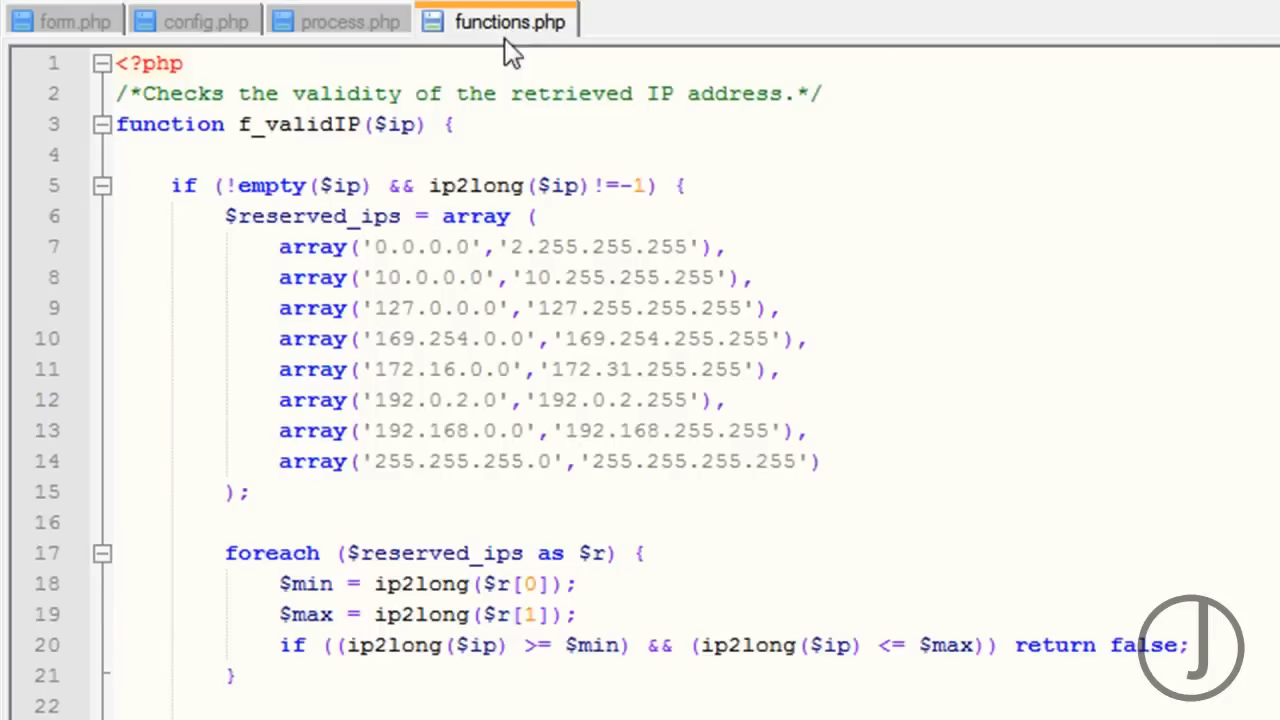 form.php config.php process.php functions.php
1 <?php
2 /*Checks the validity of the retrieved IP address.*/
3 function f_validIP($ip) {
4
5 if (!empty($ip) && ip2long($ip)!=-1) {
6 $reserved_ips = array (
7 array('0.0.0.0','2.255.255.255'),
8 array('10.0.0.0','10.255.255.255'),
9 array('127.0.0.0','127.255.255.255'),
10 array('169.254.0.0','169.254.255.255'),
11 array('172.16.0.0','172.31.255.255'),
12 array('192.0.2.0','192.0.2.255'),
13 array('192.168.0.0','192.168.255.255'),
14 array('255.255.255.0','255.255.255.255')
15 );
16
17 foreach ($reserved_ips as $r) {
18 $min = ip2long($r[0]);
19 $max = ip2long($r[1]);
20 if ((ip2long($ip) >= $min) && (ip2long($ip) <= $max)) return false;
21 }
22
J